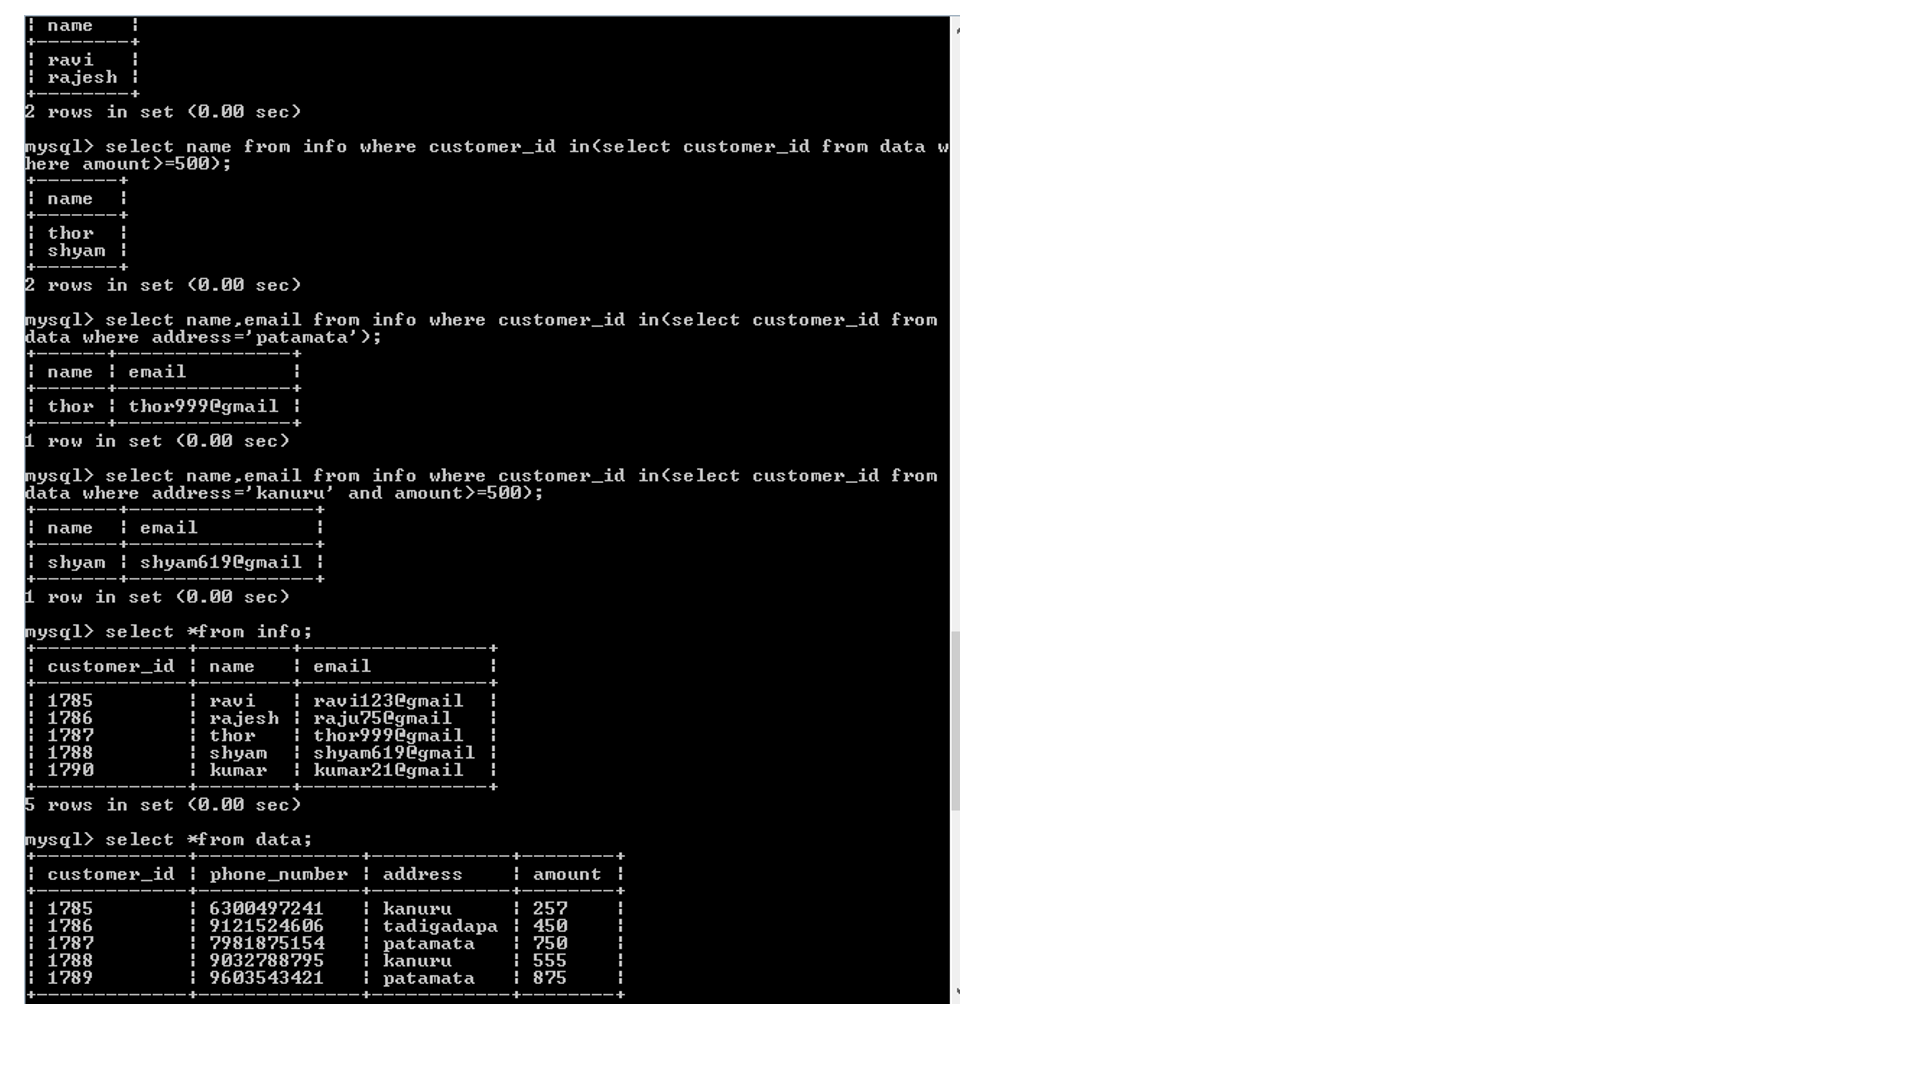 | name   |
+--------+
| ravi   |
| rajesh |
+--------+
2 rows in set (0.00 sec)
mysql> select name from info where customer_id in(select customer_id from data w
here amount>=500);
+-------+
| name  |
+-------+
| thor  |
| shyam |
+-------+
2 rows in set (0.00 sec)
mysql> select name,email from info where customer_id in(select customer_id from
data where address='patamata');
+------+---------------+
| name | email         |
+------+---------------+
| thor | thor999@gmail |
+------+---------------+
1 row in set (0.00 sec)
mysql> select name,email from info where customer_id in(select customer_id from
data where address='kanuru' and amount>=500);
+-------+----------------+
| name  | email          |
+-------+----------------+
| shyam | shyam619@gmail |
+-------+----------------+
1 row in set (0.00 sec)
mysql> select *from info;
+-------------+--------+----------------+
| customer_id | name   | email          |
+-------------+--------+----------------+
| 1785        | ravi   | ravi123@gmail  |
| 1786        | rajesh | raju75@gmail   |
| 1787        | thor   | thor999@gmail  |
| 1788        | shyam  | shyam619@gmail |
| 1790        | kumar  | kumar21@gmail  |
+-------------+--------+----------------+
5 rows in set (0.00 sec)
mysql> select *from data;
+-------------+--------------+------------+--------+
| customer_id | phone_number | address    | amount |
+-------------+--------------+------------+--------+
| 1785        | 6300497241   | kanuru     | 257    |
| 1786        | 9121524606   | tadigadapa | 450    |
| 1787        | 7981875154   | patamata   | 750    |
| 1788        | 9032788795   | kanuru     | 555    |
| 1789        | 9603543421   | patamata   | 875    |
+-------------+--------------+------------+--------+